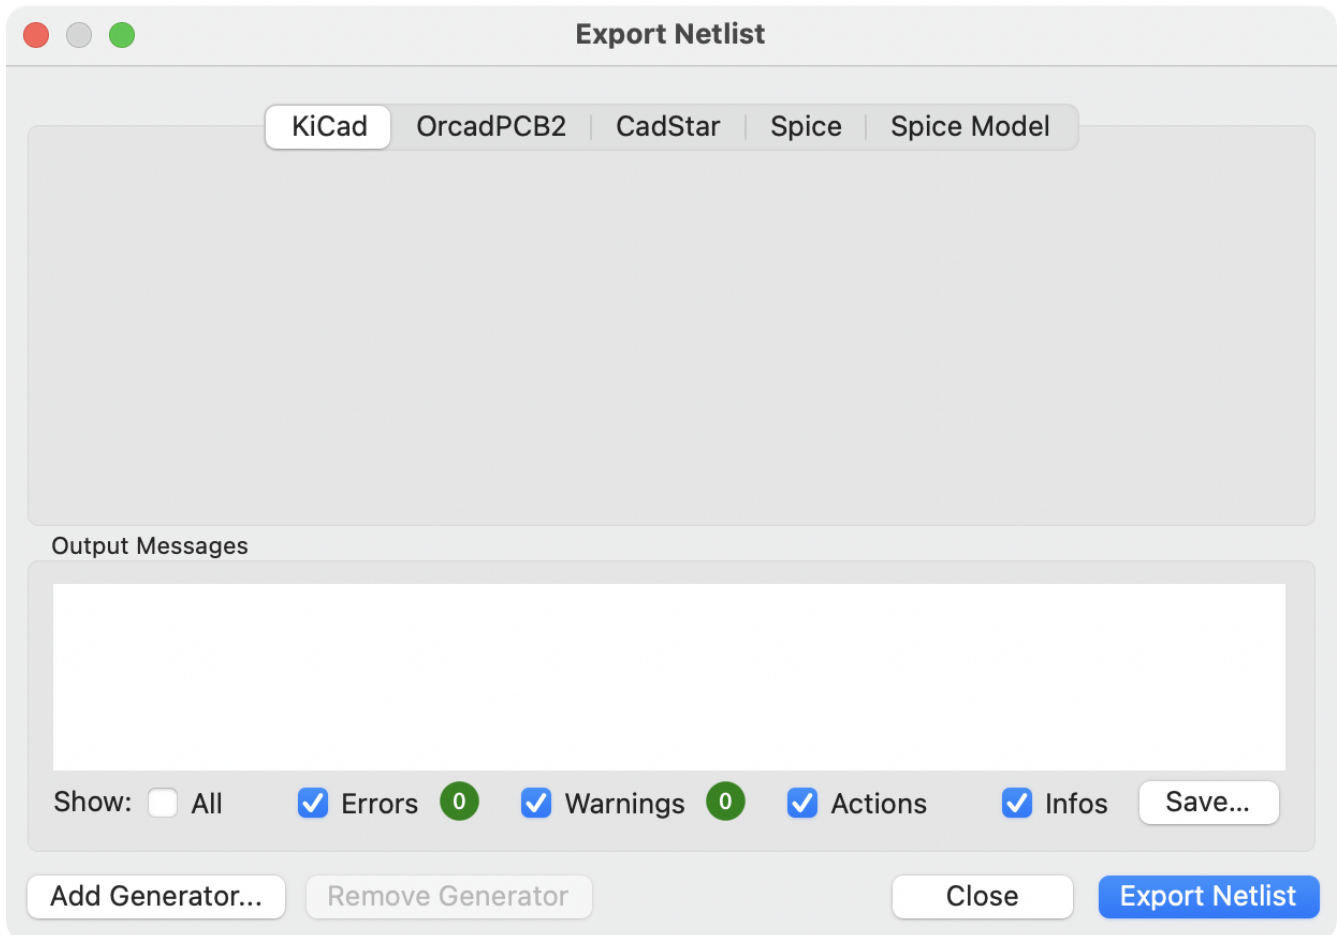 Export Netlist
KiCad OrcadPCB2 CadStar Spice Spice Model
Output Messages
Show: All Errors 0 Warnings 0 Actions Infos Save...
Add Generator... Remove Generator Close Export Netlist